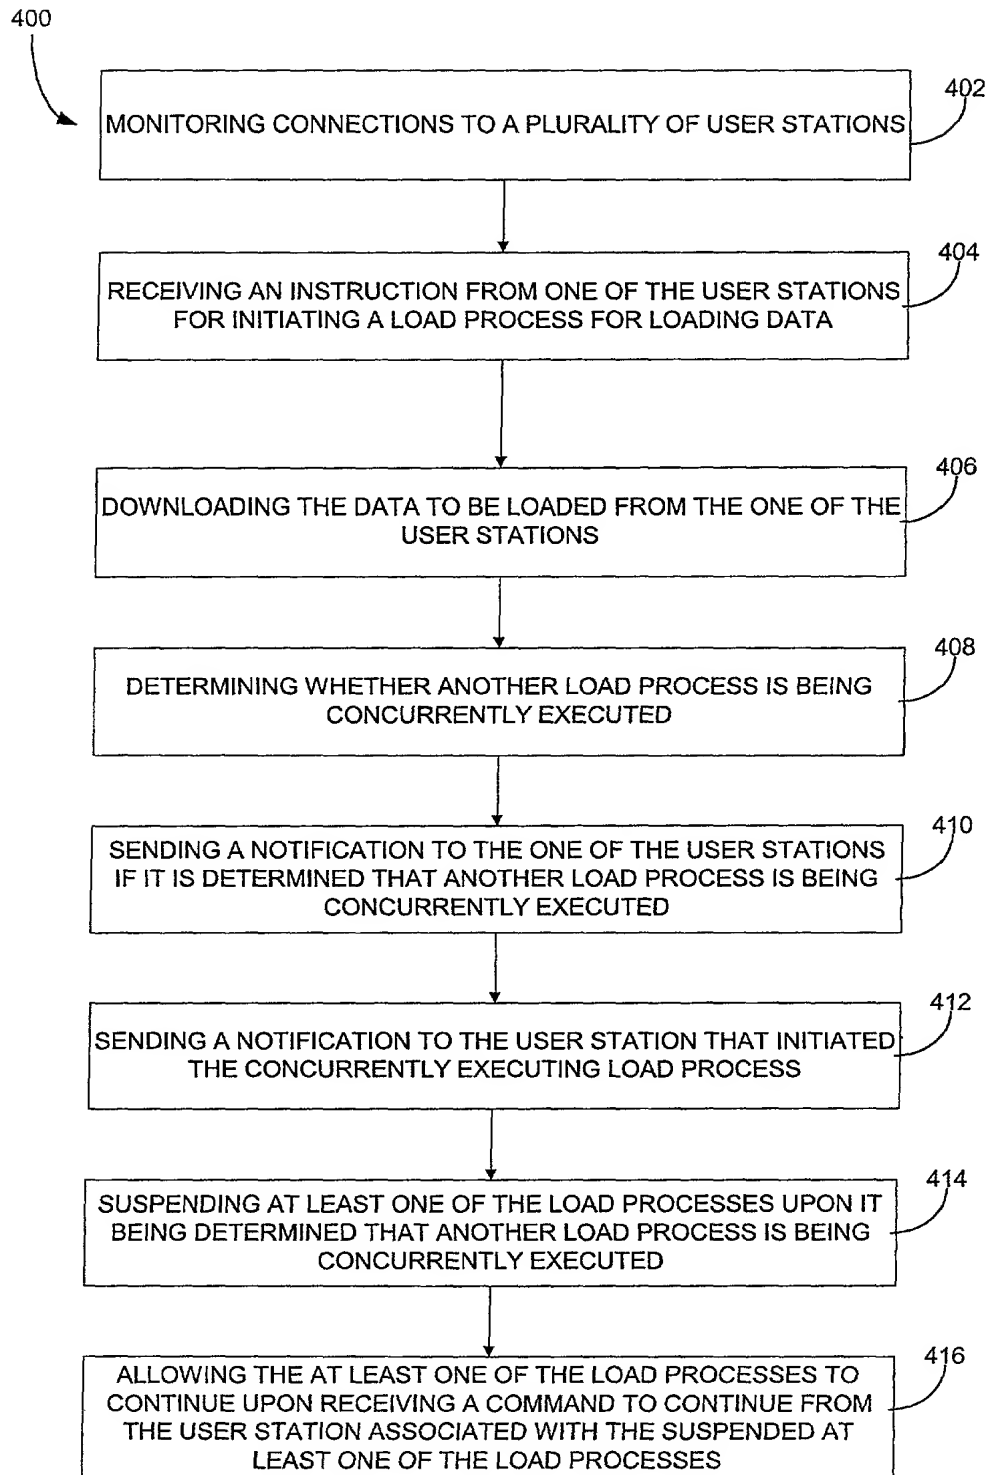 400
402
MONITORING CONNECTIONS TO A PLURALITY OF USER STATIONS
404
RECEIVING AN INSTRUCTION FROM ONE OF THE USER STATIONS
FOR INITIATING A LOAD PROCESS FOR LOADING DATA
406
DOWNLOADING THE DATA TO BE LOADED FROM THE ONE OF THE
USER STATIONS
408
DETERMINING WHETHER ANOTHER LOAD PROCESS IS BEING
CONCURRENTLY EXECUTED
410
SENDING A NOTIFICATION TO THE ONE OF THE USER STATIONS
IF IT IS DETERMINED THAT ANOTHER LOAD PROCESS IS BEING
CONCURRENTLY EXECUTED
412
SENDING A NOTIFICATION TO THE USER STATION THAT INITIATED
THE CONCURRENTLY EXECUTING LOAD PROCESS
414
SUSPENDING AT LEAST ONE OF THE LOAD PROCESSES UPON IT
BEING DETERMINED THAT ANOTHER LOAD PROCESS IS BEING
CONCURRENTLY EXECUTED
416
ALLOWING THE AT LEAST ONE OF THE LOAD PROCESSES TO
CONTINUE UPON RECEIVING A COMMAND TO CONTINUE FROM
THE USER STATION ASSOCIATED WITH THE SUSPENDED AT
LEAST ONE OF THE LOAD PROCESSES